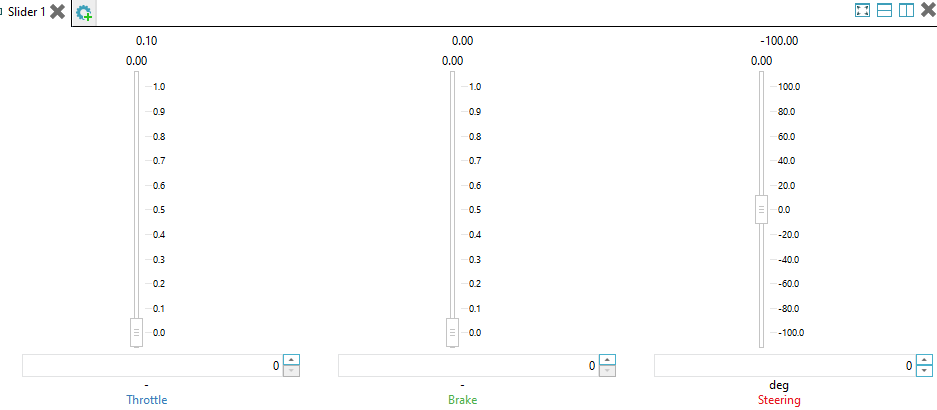 Slider 1
0.10 0.00 -100.00
0.00 0.00 0.00
1.0 1.0 100.0
0.9 0.9 80.0
0.8 0.8 60.0
0.7 0.7 40.0
0.6 0.6 20.0
0.5 0.5 0.0
0.4 0.4 -20.0
0.3 0.3 -40.0
0.2 0.2 -60.0
0.1 0.1 -80.0
0.0 0.0 -100.0
0 0 0
- - deg
Throttle Brake Steering